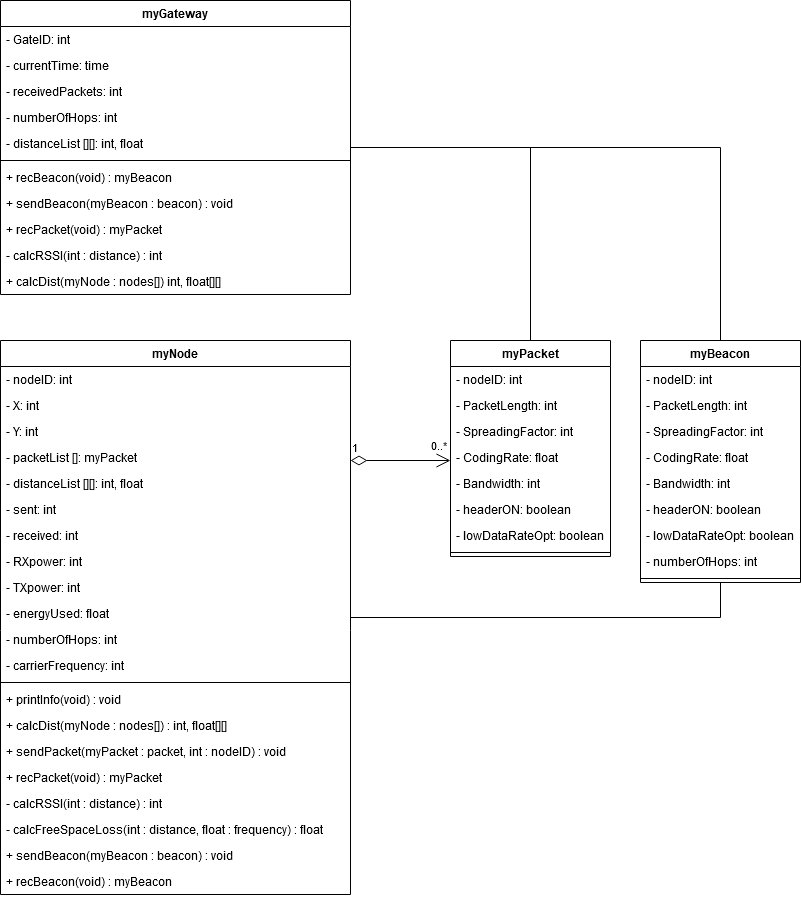 myGateway
- GateID: int
- currentTime: time
- receivedPackets: int
- numberOfHops: int
- distanceList [][]: int, float
+ recBeacon(void) : myBeacon
+ sendBeacon(myBeacon : beacon) : void
+ recPacket(void) : myPacket
- calcRSSI(int : distance) : int
+ calcDist(myNode : nodes[]) int, float[][]
myNode
- nodeID: int
- X: int
- Y: int
- packetList []: myPacket
- distanceList [][]: int, float
- sent: int
- received: int
- RXpower: int
- TXpower: int
- energyUsed: float
- numberOfHops: int
- carrierFrequency: int
+ printInfo(void) : void
+ calcDist(myNode : nodes[]) : int, float[][]
+ sendPacket(myPacket : packet, int : nodeID) : void
+ recPacket(void) : myPacket
- calcRSSI(int : distance) : int
- calcFreeSpaceLoss(int : distance, float : frequency) : float
+ sendBeacon(myBeacon : beacon) : void
+ recBeacon(void) : myBeacon
1
0..*
myPacket
- nodeID: int
- PacketLength: int
- SpreadingFactor: int
- CodingRate: float
- Bandwidth: int
- headerON: boolean
- lowDataRateOpt: boolean
myBeacon
- nodeID: int
- PacketLength: int
- SpreadingFactor: int
- CodingRate: float
- Bandwidth: int
- headerON: boolean
- lowDataRateOpt: boolean
- numberOfHops: int